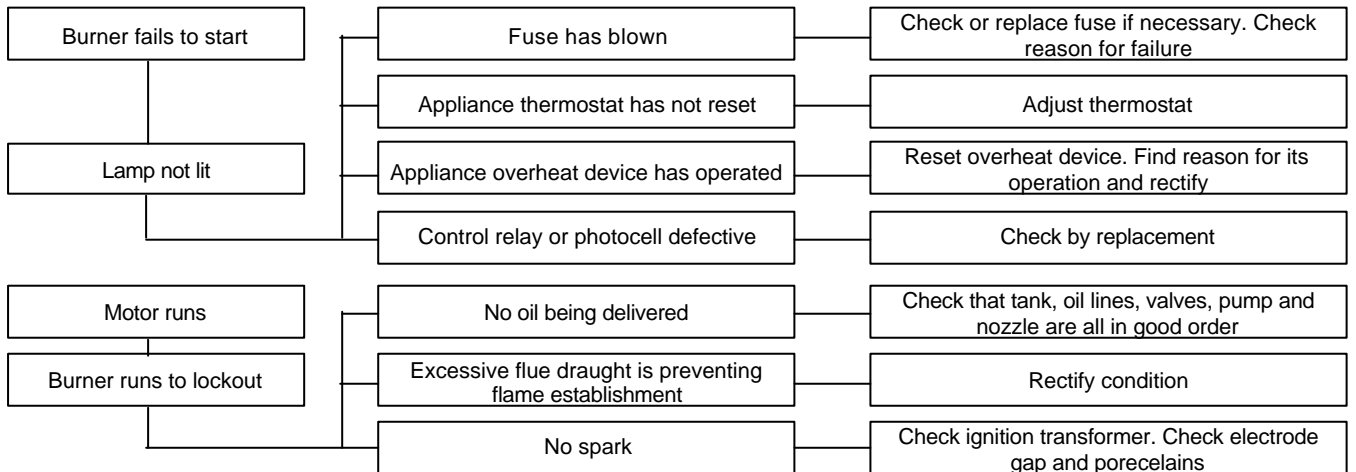 Burner fails to start
Fuse has blown
Check or replace fuse if necessary. Check
reason for failure
Appliance thermostat has not reset
Adjust thermostat
Lamp not lit
Appliance overheat device has operated
Reset overheat device. Find reason for its
operation and rectify
Control relay or photocell defective
Check by replacement
Motor runs
No oil being delivered
Check that tank, oil lines, valves, pump and
nozzle are all in good order
Burner runs to lockout
Excessive flue draught is preventing
flame establishment
Rectify condition
No spark
Check ignition transformer. Check electrode
gap and porecelains